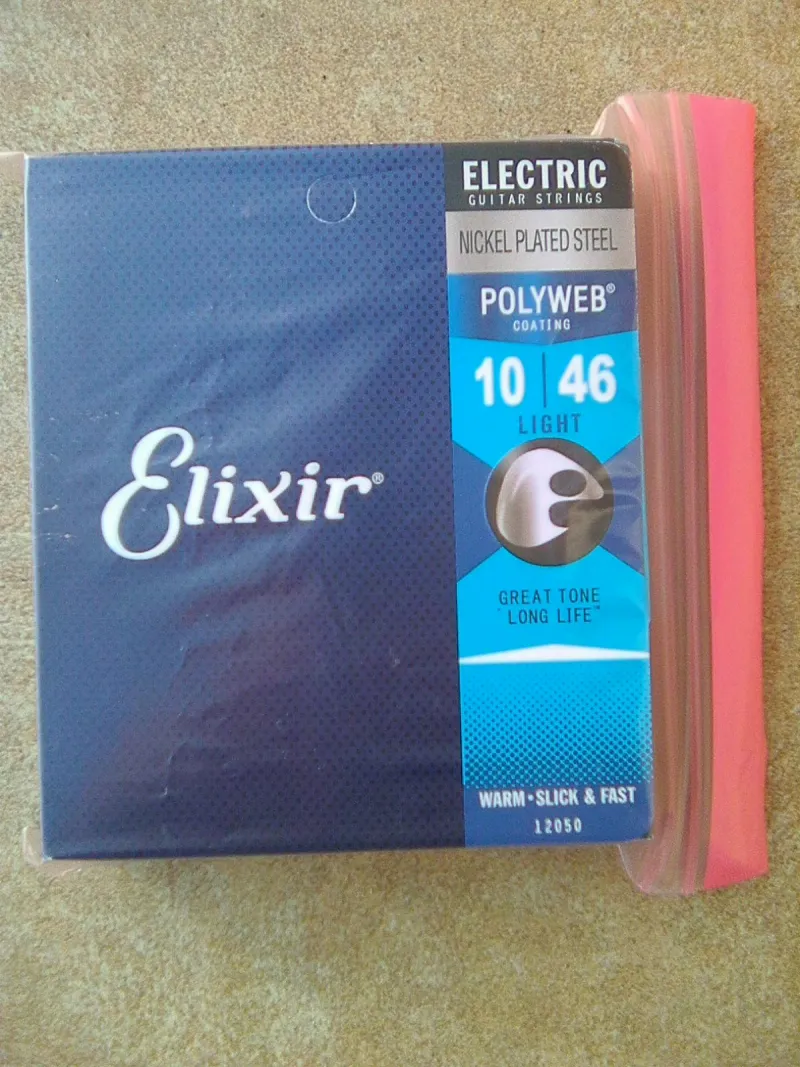 Elixir®
ELECTRIC
GUITAR STRINGS
NICKEL PLATED STEEL
POLYWEB®
COATING
10 | 46
LIGHT
GREAT TONE
LONG LIFE™
WARM • SLICK & FAST
12050